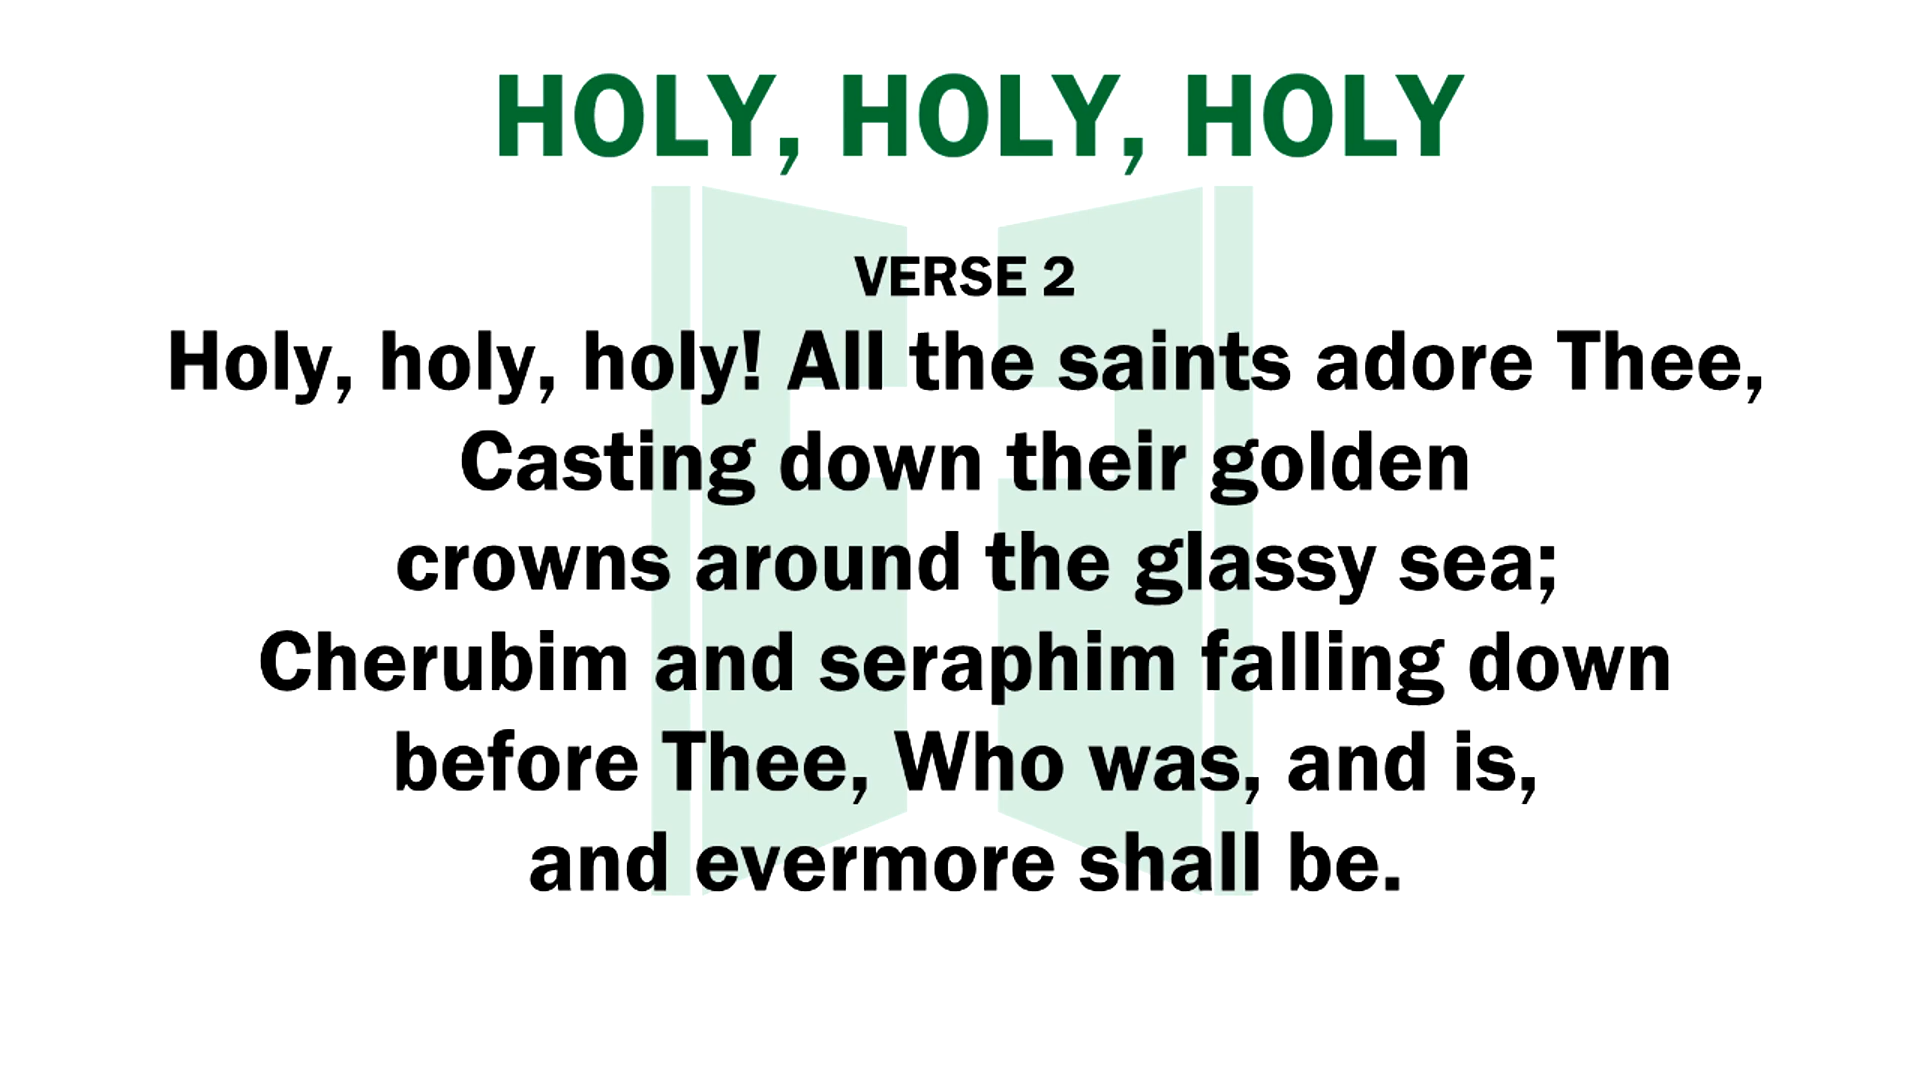 HOLY, HOLY, HOLY
VERSE 2
Holy, holy, holy! All the saints adore Thee,
Casting down their golden
crowns around the glassy sea;
Cherubim and seraphim falling down
before Thee, Who was, and is,
and evermore shall be.